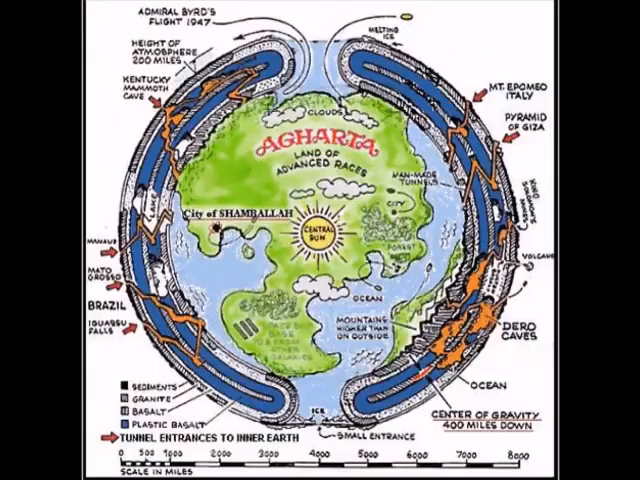 ADMIRAL BYRD'S
FLIGHT 1947
MELTING
ICE
HEIGHT OF
ATMOSPHERE
200 MILES
KENTUCKY
MAMMOTH
CAVE
MT. EPOMEO
ITALY
PYRAMID
OF GIZA
CLOUDS
AGHARTA
LAND OF
ADVANCED RACES
MAN-MADE
TUNNELS
CITY
KING
SOLOMON'S
MINES
City of SHAMBALLAH
CENTRAL
SUN
FOREST
MANAUS
MATO
GROSSO
BRAZIL
IGUASSU
FALLS
VOLCANO
OCEAN
MOUNTAINS
HIGHER THAN
ON OUTSIDE
DERO
CAVES
OCEAN
SEDIMENTS
GRANITE
BASALT
PLASTIC BASALT
ICE
SMALL ENTRANCE
CENTER OF GRAVITY
400 MILES DOWN
TUNNEL ENTRANCES TO INNER EARTH
0 1000 2000 3000 4000 5000 6000 7000 8000
SCALE IN MILES